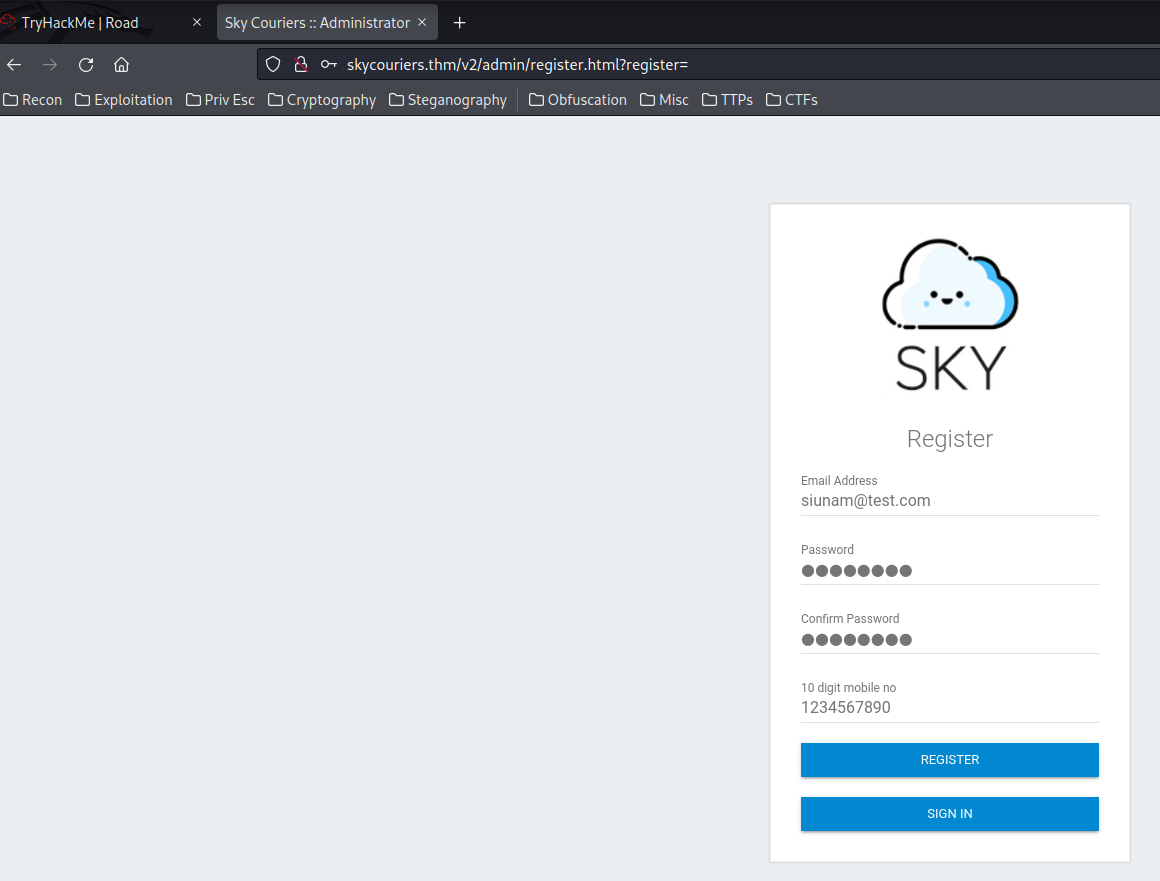 TryHackMe | Road
Sky Couriers :: Administrator
skycouriers.thm/v2/admin/register.html?register=
Recon Exploitation Priv Esc Cryptography Steganography Obfuscation Misc TTPs CTFs
SKY
Register
Email Address
siunam@test.com
Password
●●●●●●●●
Confirm Password
●●●●●●●●
10 digit mobile no
1234567890
REGISTER
SIGN IN